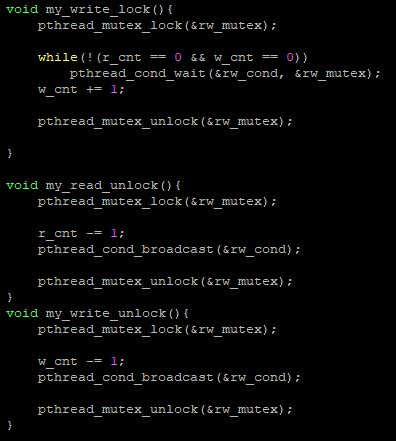 void my_write_lock(){
    pthread_mutex_lock(&rw_mutex);
    while(!(r_cnt == 0 && w_cnt == 0))
        pthread_cond_wait(&rw_cond, &rw_mutex);
    w_cnt += 1;
    pthread_mutex_unlock(&rw_mutex);
}
void my_read_unlock(){
    pthread_mutex_lock(&rw_mutex);
    r_cnt -= 1;
    pthread_cond_broadcast(&rw_cond);
    pthread_mutex_unlock(&rw_mutex);
}
void my_write_unlock(){
    pthread_mutex_lock(&rw_mutex);
    w_cnt -= 1;
    pthread_cond_broadcast(&rw_cond);
    pthread_mutex_unlock(&rw_mutex);
}